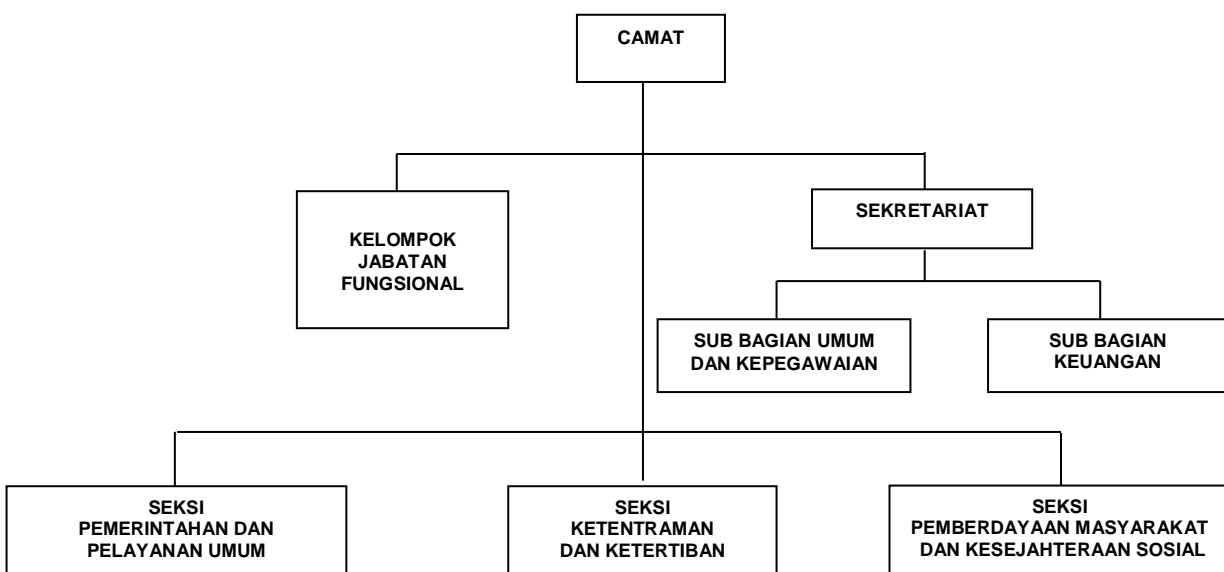 CAMAT
SEKRETARIAT
KELOMPOK
JABATAN
FUNGSIONAL
SUB BAGIAN UMUM
DAN KEPEGAWAIAN
SUB BAGIAN
KEUANGAN
SEKSI
PEMERINTAHAN DAN
PELAYANAN UMUM
SEKSI
KETENTRAMAN
DAN KETERTIBAN
SEKSI
PEMBERDAYAAN MASYARAKAT
DAN KESEJAHTERAAN SOSIAL